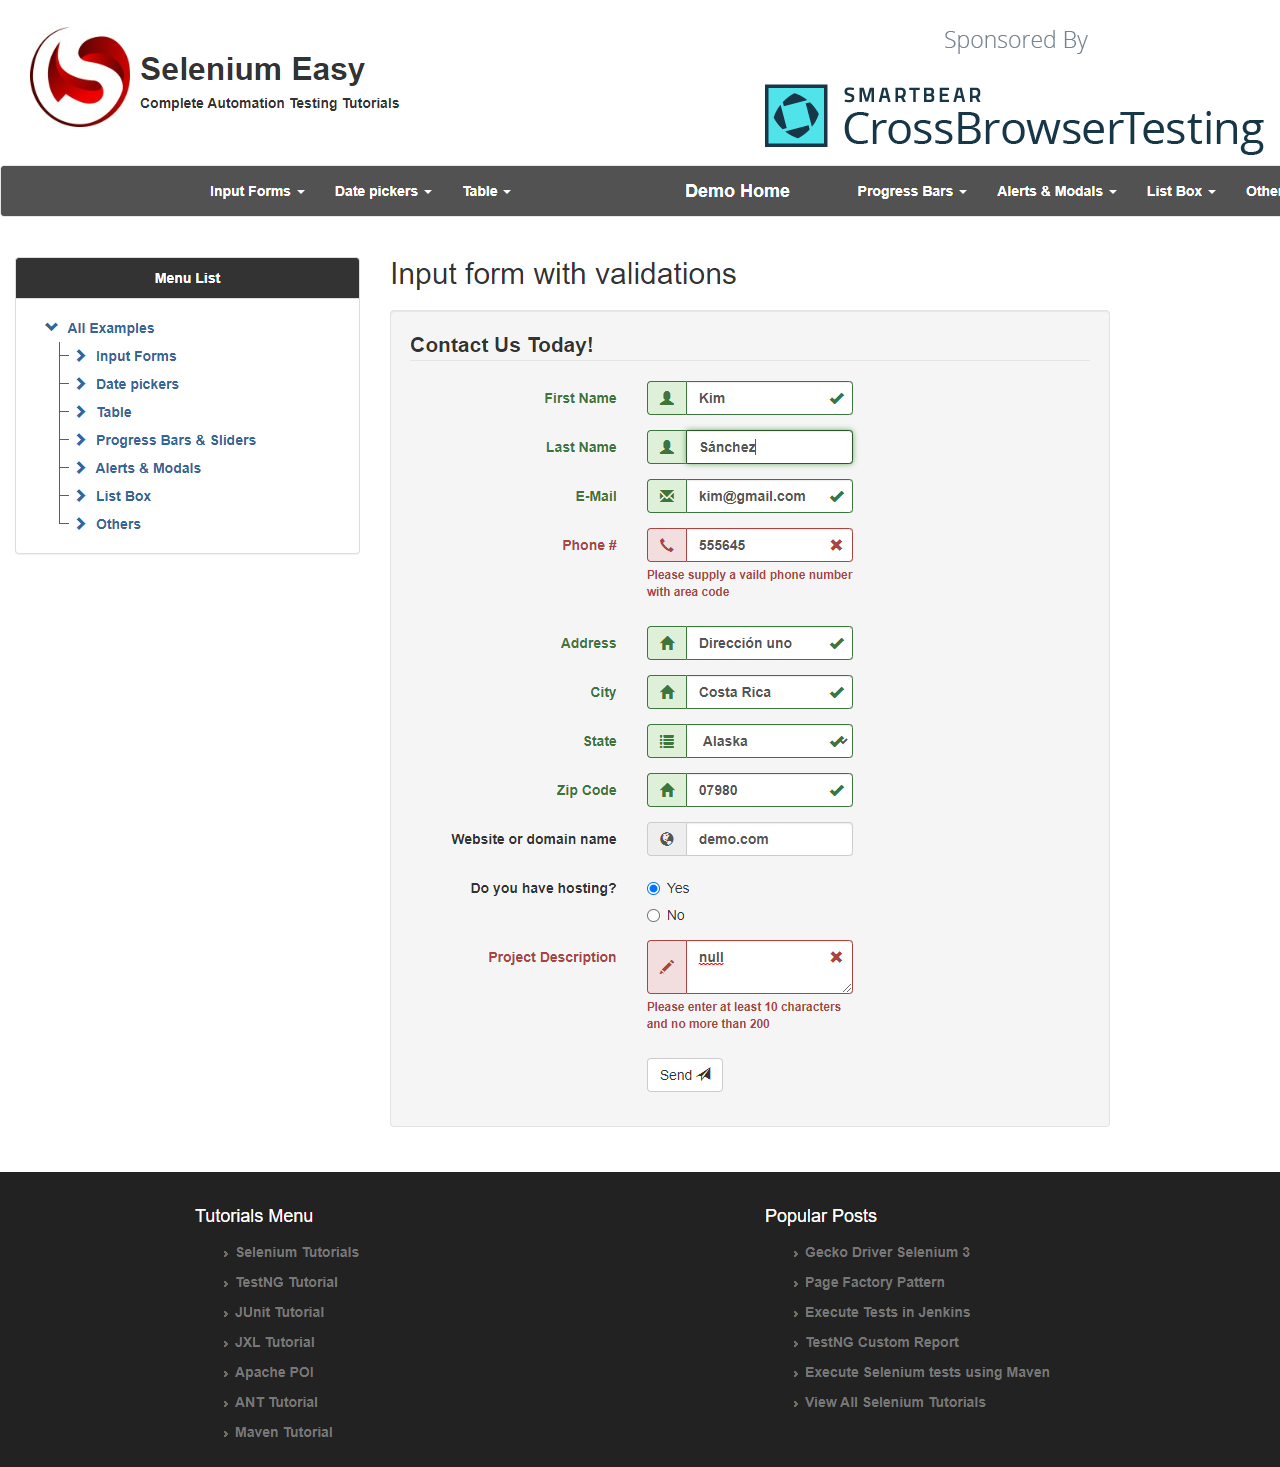 Selenium Easy
Complete Automation Testing Tutorials
Sponsored By
SMARTBEAR
CrossBrowserTesting
Input Forms
Date pickers
Table
Demo Home
Progress Bars
Alerts & Modals
List Box
Other
Menu List
All Examples
Input Forms
Date pickers
Table
Progress Bars & Sliders
Alerts & Modals
List Box
Others
Input form with validations
Contact Us Today!
First Name
Kim
Last Name
Sánchez
E-Mail
kim@gmail.com
Phone #
555645
Please supply a vaild phone number
with area code
Address
Dirección uno
City
Costa Rica
State
Alaska
Zip Code
07980
Website or domain name
demo.com
Do you have hosting?
Yes
No
Project Description
null
Please enter at least 10 characters
and no more than 200
Send
Tutorials Menu
Selenium Tutorials
TestNG Tutorial
JUnit Tutorial
JXL Tutorial
Apache POI
ANT Tutorial
Maven Tutorial
Popular Posts
Gecko Driver Selenium 3
Page Factory Pattern
Execute Tests in Jenkins
TestNG Custom Report
Execute Selenium tests using Maven
View All Selenium Tutorials